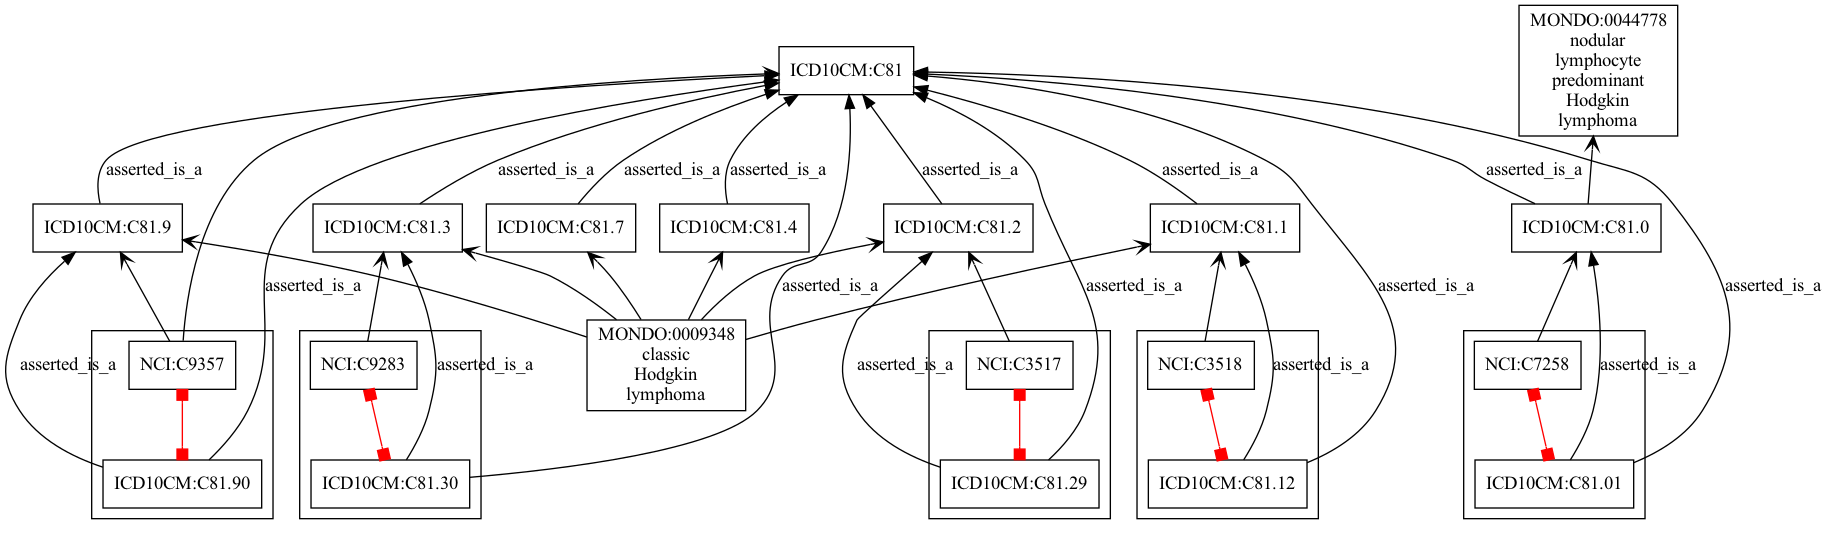 MONDO:0044778
nodular
lymphocyte
predominant
Hodgkin
lymphoma
ICD10CM:C81
asserted_is_a
asserted_is_a
asserted_is_a
asserted_is_a
asserted_is_a
asserted_is_a
asserted_is_a
ICD10CM:C81.9
ICD10CM:C81.3
ICD10CM:C81.7
ICD10CM:C81.4
ICD10CM:C81.2
ICD10CM:C81.1
ICD10CM:C81.0
asserted_is_a
asserted_is_a
asserted_is_a
asserted_is_a
asserted_is_a
MONDO:0009348
classic
Hodgkin
lymphoma
asserted_is_a
NCI:C9357
NCI:C9283
asserted_is_a
asserted_is_a
NCI:C3517
NCI:C3518
asserted_is_a
NCI:C7258
asserted_is_a
ICD10CM:C81.90
ICD10CM:C81.30
ICD10CM:C81.29
ICD10CM:C81.12
ICD10CM:C81.01